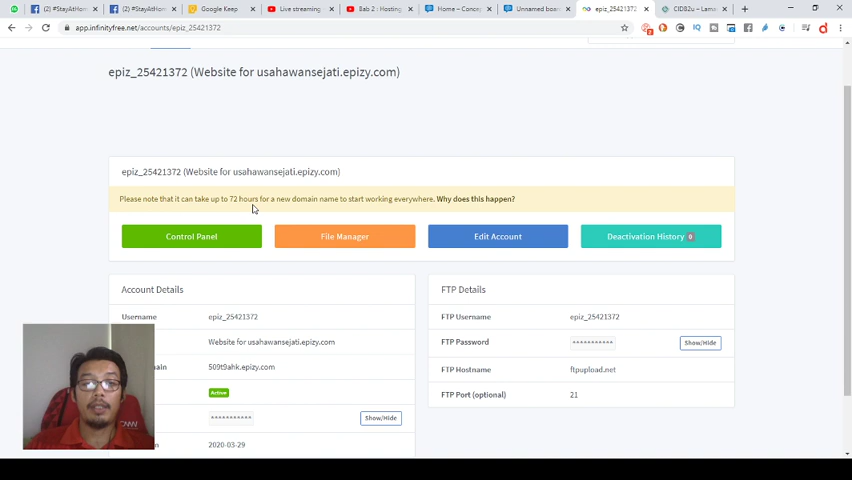 (1) #StayAtHom
(1) #StayAtHom
Google Keep
Live streaming
Bab 2 : Hosting
Home – Concep
Unnamed board
epiz_25421372
CIDB2u – Laman
app.infinityfree.net/accounts/epiz_25421372
epiz_25421372 (Website for usahawansejati.epizy.com)
epiz_25421372 (Website for usahawansejati.epizy.com)
Please note that it can take up to 72 hours for a new domain name to start working everywhere. Why does this happen?
Control Panel
File Manager
Edit Account
Deactivation History 0
Account Details
Username epiz_25421372
Website for usahawansejati.epizy.com
ain 509t9ahk.epizy.com
Active
*********** Show/Hide
n 2020-03-29
FTP Details
FTP Username epiz_25421372
FTP Password *********** Show/Hide
FTP Hostname ftpupload.net
FTP Port (optional) 21